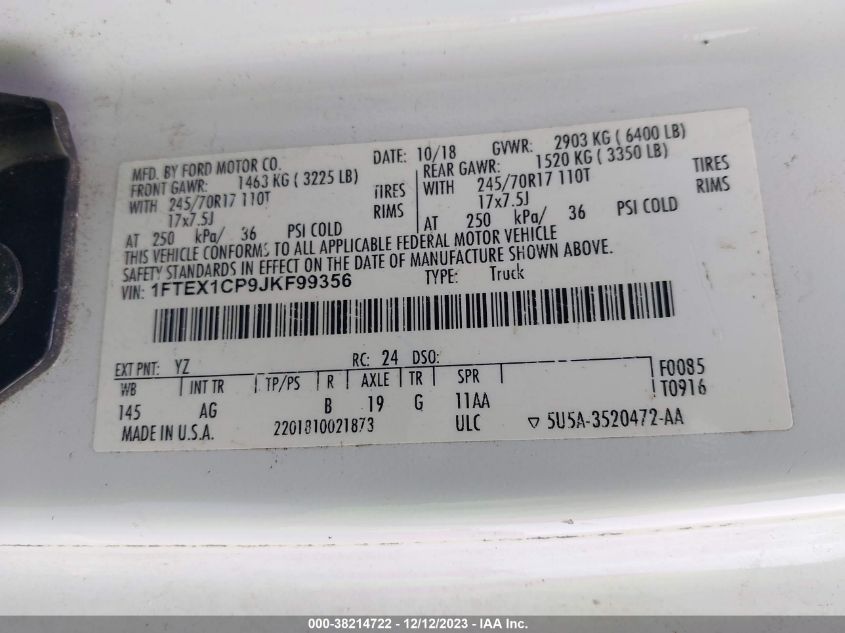 MFD. BY FORD MOTOR CO. DATE: 10/18 GVWR: 2903 KG ( 6400 LB)
FRONT GAWR: 1463 KG ( 3225 LB) REAR GAWR: 1520 KG ( 3350 LB)
WITH 245/70R17 110T TIRES WITH 245/70R17 110T TIRES
17x7.5J RIMS 17x7.5J RIMS
AT 250 kPa/ 36 PSI COLD AT 250 kPa/ 36 PSI COLD
THIS VEHICLE CONFORMS TO ALL APPLICABLE FEDERAL MOTOR VEHICLE
SAFETY STANDARDS IN EFFECT ON THE DATE OF MANUFACTURE SHOWN ABOVE.
VIN: 1FTEX1CP9JKF99356 TYPE: Truck
EXT PNT: YZ RC: 24 DSO: F0085
WB INT TR TP/PS R AXLE TR SPR T0916
145 AG B 19 G 11AA
MADE IN U.S.A. 2201810021873 ULC ▽ 5U5A-3520472-AA
000-38214722 - 12/12/2023 - IAA Inc.